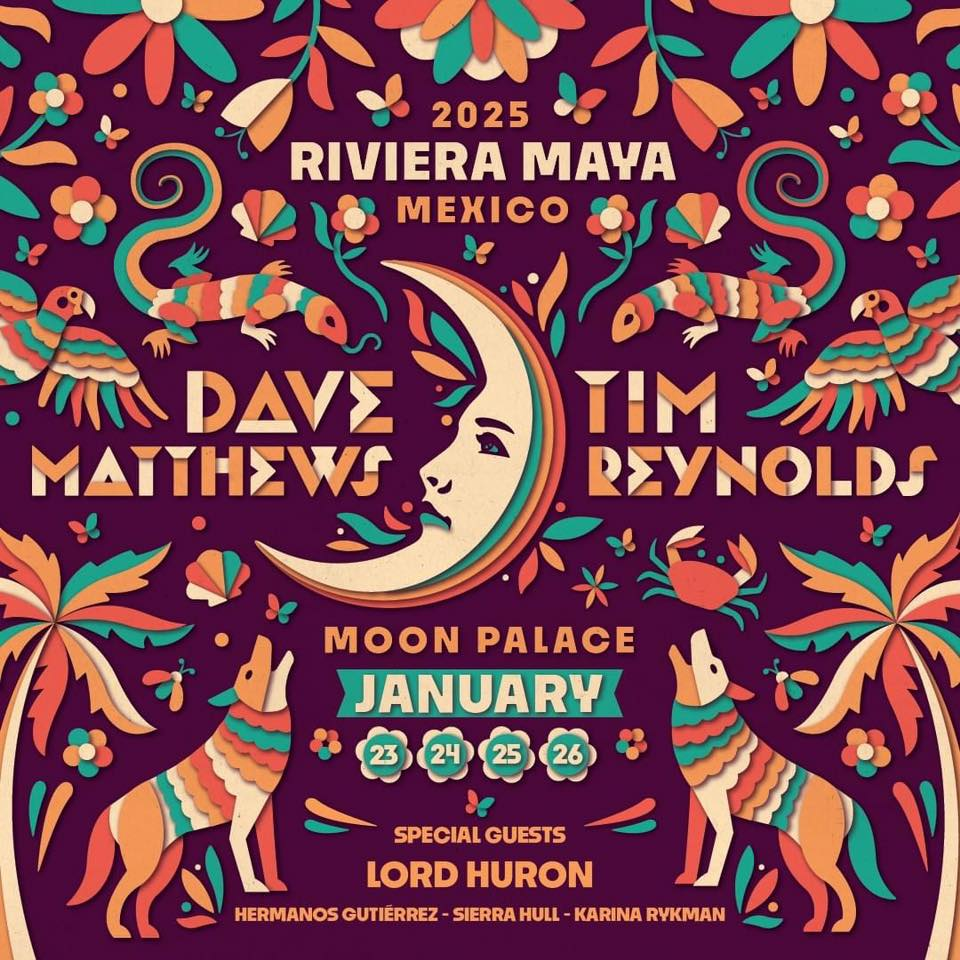 2025
RIVIERA MAYA
MEXICO
DAVE
MATTHEWS
TIM
REYNOLDS
MOON PALACE
JANUARY
23 24 25 26
SPECIAL GUESTS
LORD HURON
HERMANOS GUTIÉRREZ - SIERRA HULL - KARINA RYKMAN